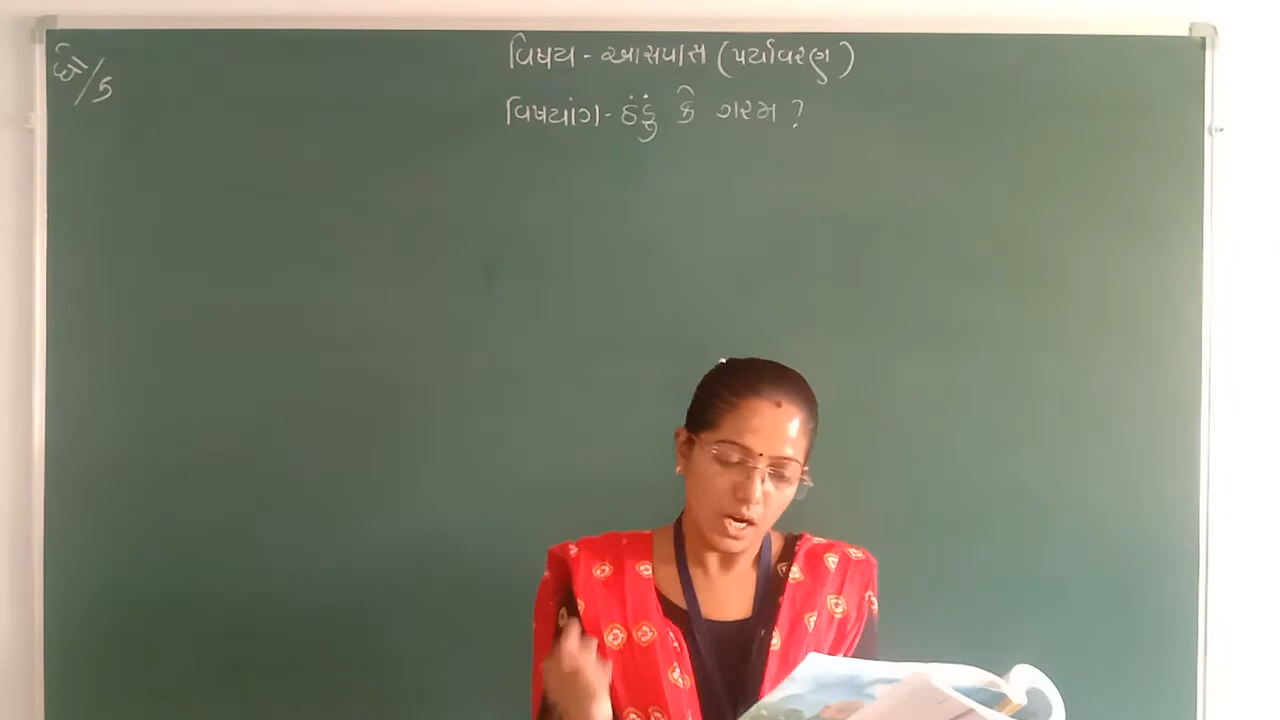 ધો/૬
વિષય - આસપાસ (પર્યાવરણ)
વિષયાંગ - ઠંડું કે ગરમ ?